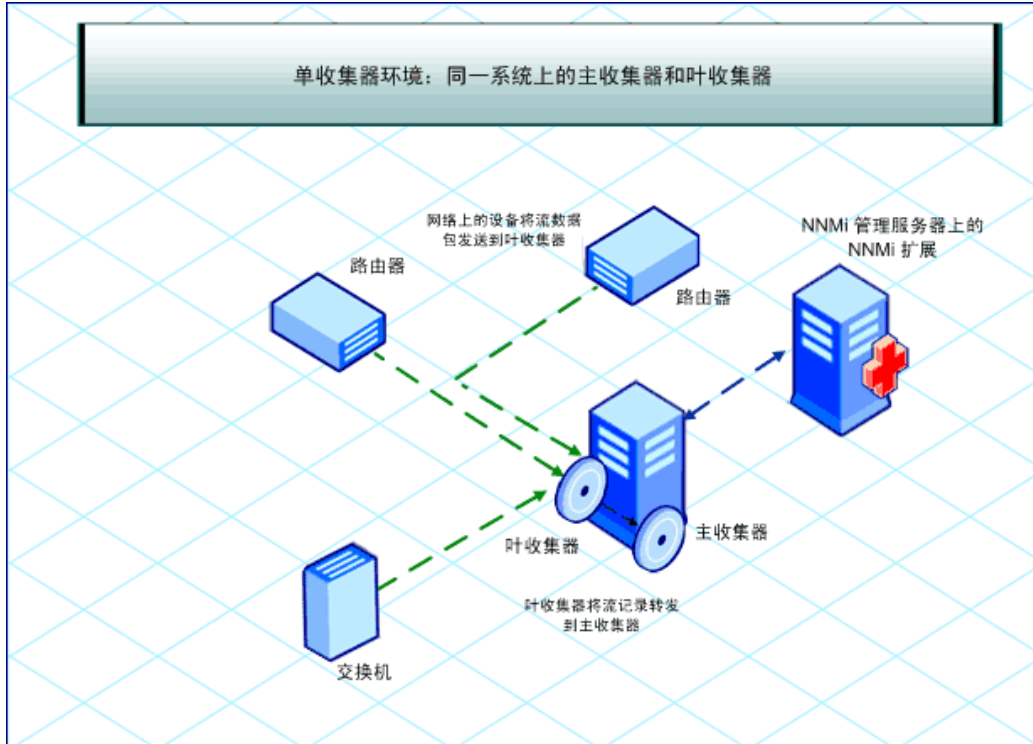 单收集器环境：同一系统上的主收集器和叶收集器
网络上的设备将流数据
包发送到叶收集器
NNMi 管理服务器上的
NNMi 扩展
路由器
路由器
叶收集器
主收集器
叶收集器将流记录转发
到主收集器
交换机